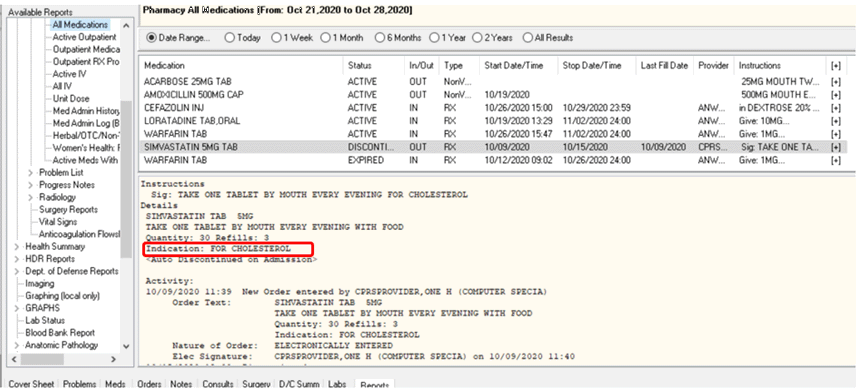 Available Reports
All Medications
Active Outpatient
Outpatient Medica
Outpatient RX Pro
Active IV
All IV
Unit Dose
Med Admin History
Med Admin Log (B
Herbal/OTC/Non-
Women's Health: F
Active Meds With
Problem List
Progress Notes
Radiology
Surgery Reports
Vital Signs
Anticoagulation Flows
Health Summary
HDR Reports
Dept. of Defense Reports
Imaging
Graphing (local only)
GRAPHS
Lab Status
Blood Bank Report
Anatomic Pathology
Pharmacy All Medications [From: Oct 21,2020 to Oct 28,2020]
Date Range... Today 1 Week 1 Month 6 Months 1 Year 2 Years All Results
Medication Status In/Out Type Start Date/Time Stop Date/Time Last Fill Date Provider Instructions [+]
ACARBOSE 25MG TAB ACTIVE OUT NonV... 25MG MOUTH TW... [+]
AMOXICILLIN 500MG CAP ACTIVE OUT NonV... 10/19/2020 500MG MOUTH E... [+]
CEFAZOLIN INJ ACTIVE IN RX 10/26/2020 15:00 10/29/2020 23:59 ANW... in DEXTROSE 20% ... [+]
LORATADINE TAB,ORAL ACTIVE IN RX 10/19/2020 13:29 11/02/2020 24:00 ANW... Give: 10MG... [+]
WARFARIN TAB ACTIVE IN RX 10/26/2020 15:47 11/02/2020 24:00 ANW... Give: 1MG... [+]
SIMVASTATIN 5MG TAB DISCONTI... OUT RX 10/09/2020 10/15/2020 10/09/2020 CPRS... Sig: TAKE ONE TA... [+]
WARFARIN TAB EXPIRED IN RX 10/12/2020 09:02 10/26/2020 24:00 ANW... Give: 1MG... [+]
Instructions
Sig: TAKE ONE TABLET BY MOUTH EVERY EVENING FOR CHOLESTEROL
Details
SIMVASTATIN TAB 5MG
TAKE ONE TABLET BY MOUTH EVERY EVENING WITH FOOD
Quantity: 30 Refills: 3
Indication: FOR CHOLESTEROL
<Auto Discontinued on Admission>
Activity:
10/09/2020 11:39 New Order entered by CPRSPROVIDER,ONE H (COMPUTER SPECIA)
Order Text: SIMVASTATIN TAB 5MG
TAKE ONE TABLET BY MOUTH EVERY EVENING WITH FOOD
Quantity: 30 Refills: 3
Indication: FOR CHOLESTEROL
Nature of Order: ELECTRONICALLY ENTERED
Elec Signature: CPRSPROVIDER,ONE H (COMPUTER SPECIA) on 10/09/2020 11:40
Cover Sheet Problems Meds Orders Notes Consults Surgery D/C Summ Labs Reports